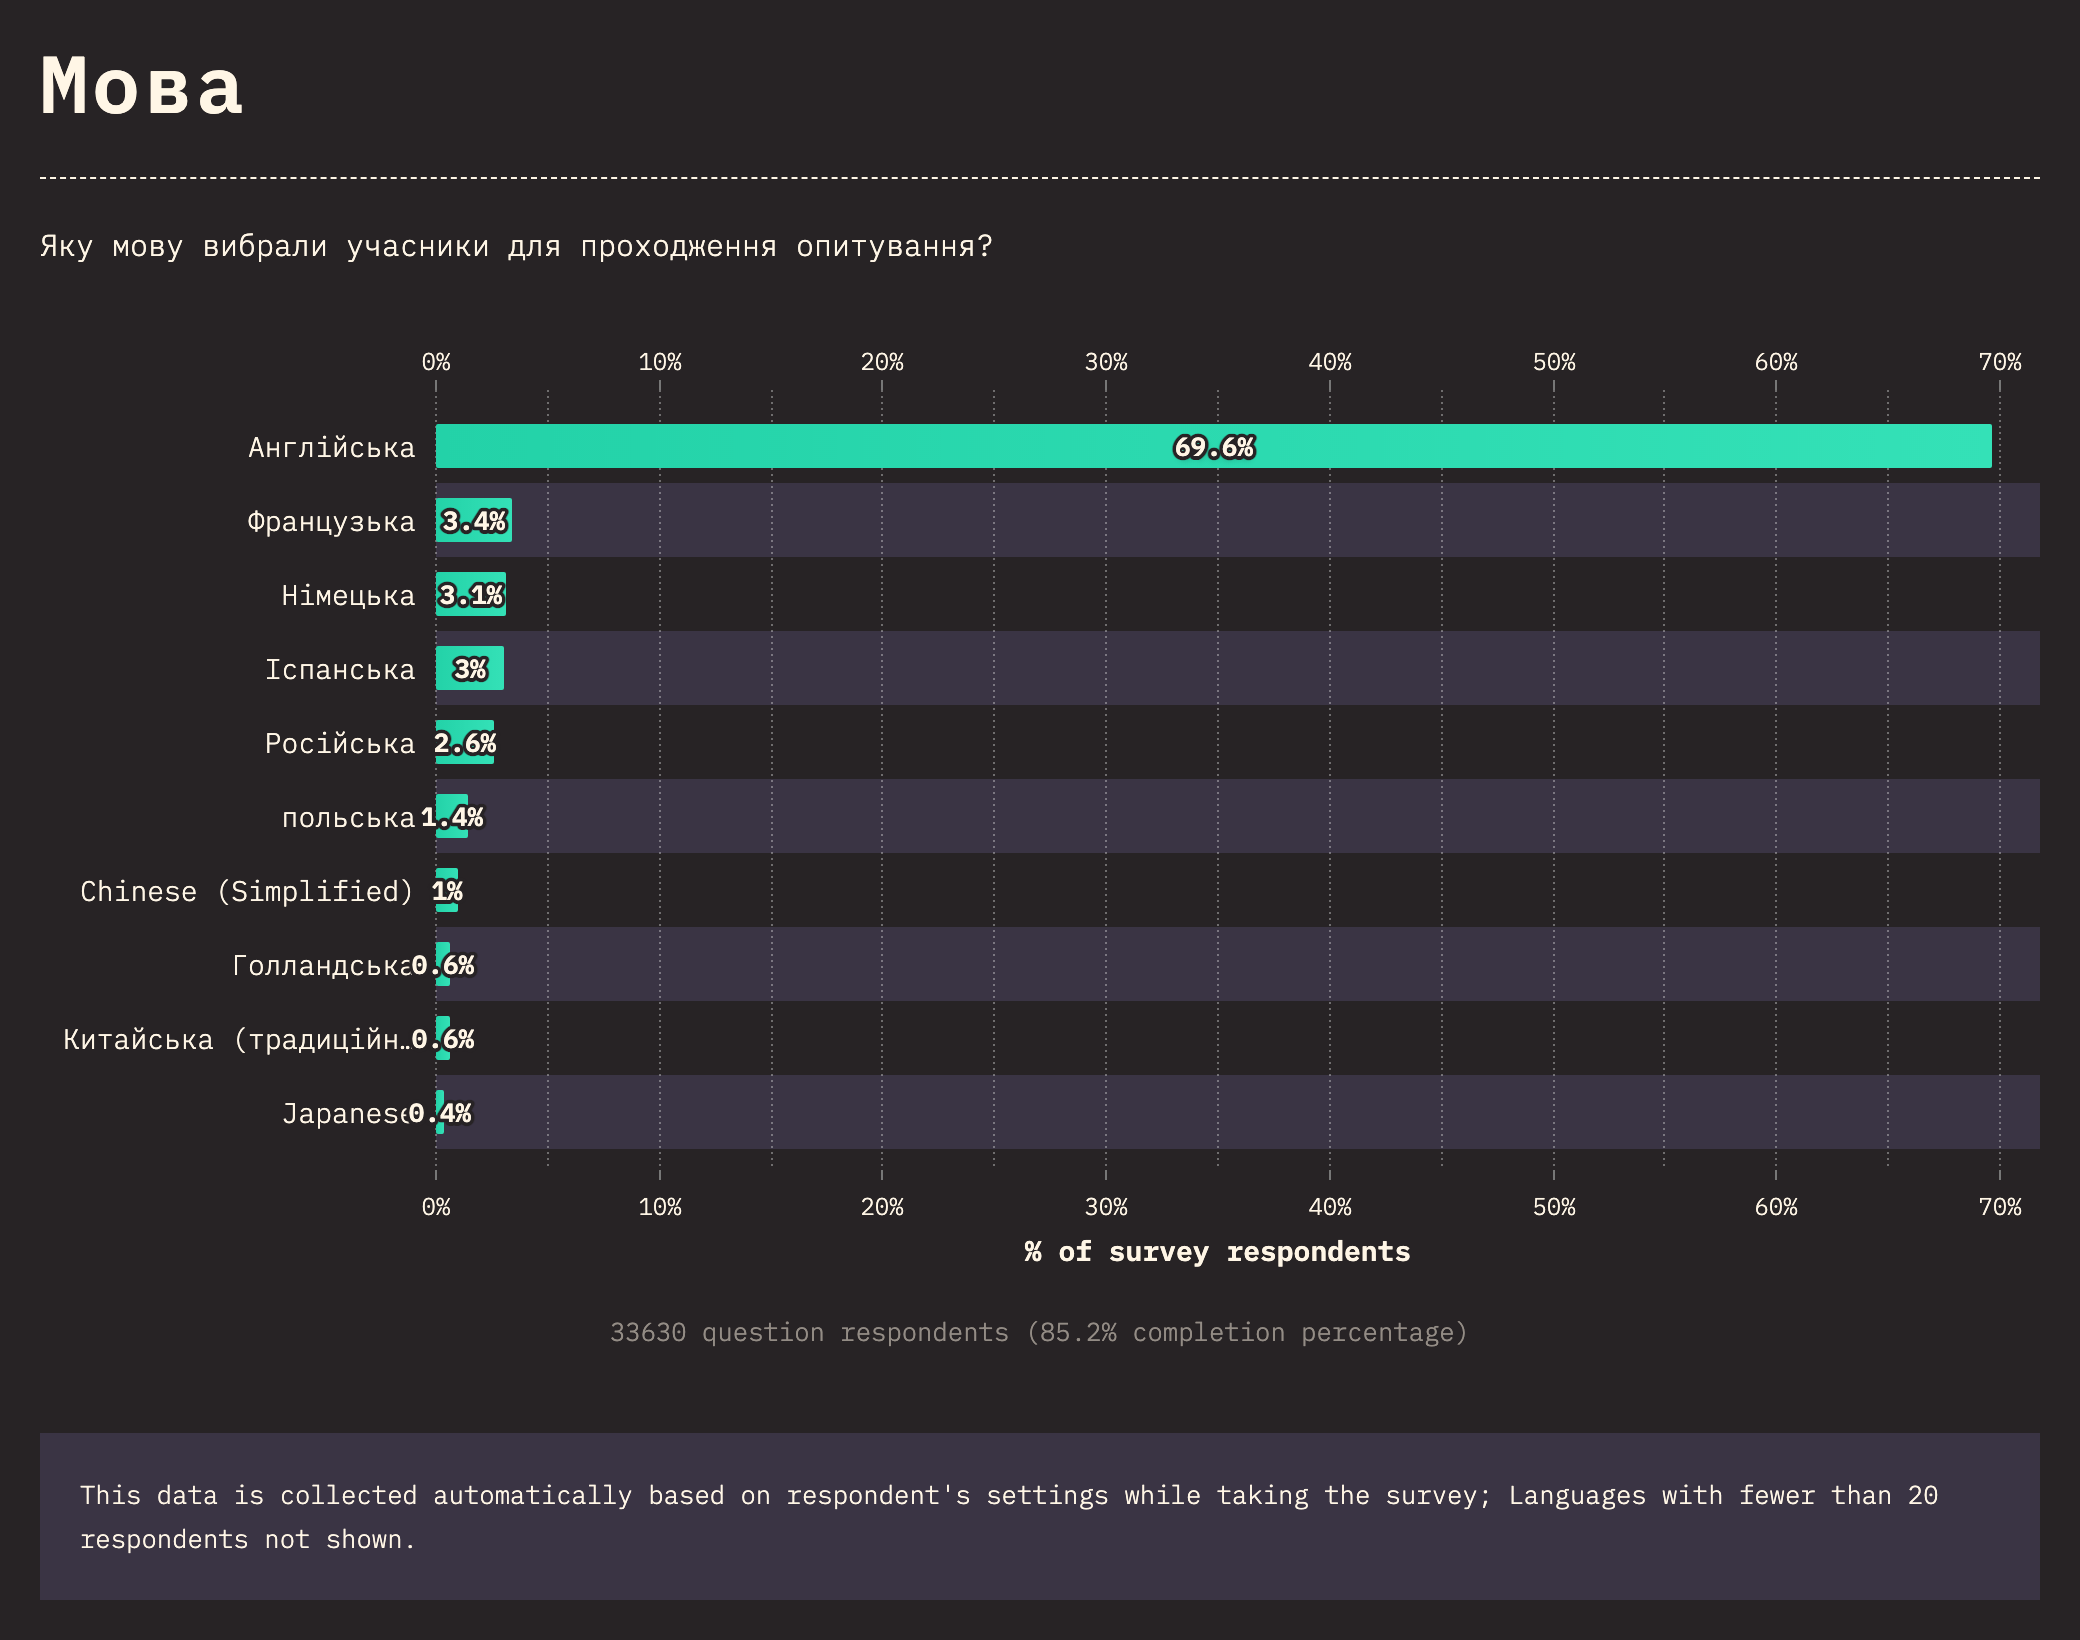 Мова
Яку мову вибрали учасники для проходження опитування?
0% 10% 20% 30% 40% 50% 60% 70%
Англійська 69.6%
Французька 3.4%
Німецька 3.1%
Іспанська 3%
Російська 2.6%
польська 1.4%
Chinese (Simplified) 1%
Голландська 0.6%
Китайська (традиційн… 0.6%
Japanese 0.4%
0% 10% 20% 30% 40% 50% 60% 70%
% of survey respondents
33630 question respondents (85.2% completion percentage)
This data is collected automatically based on respondent's settings while taking the survey; Languages with fewer than 20
respondents not shown.